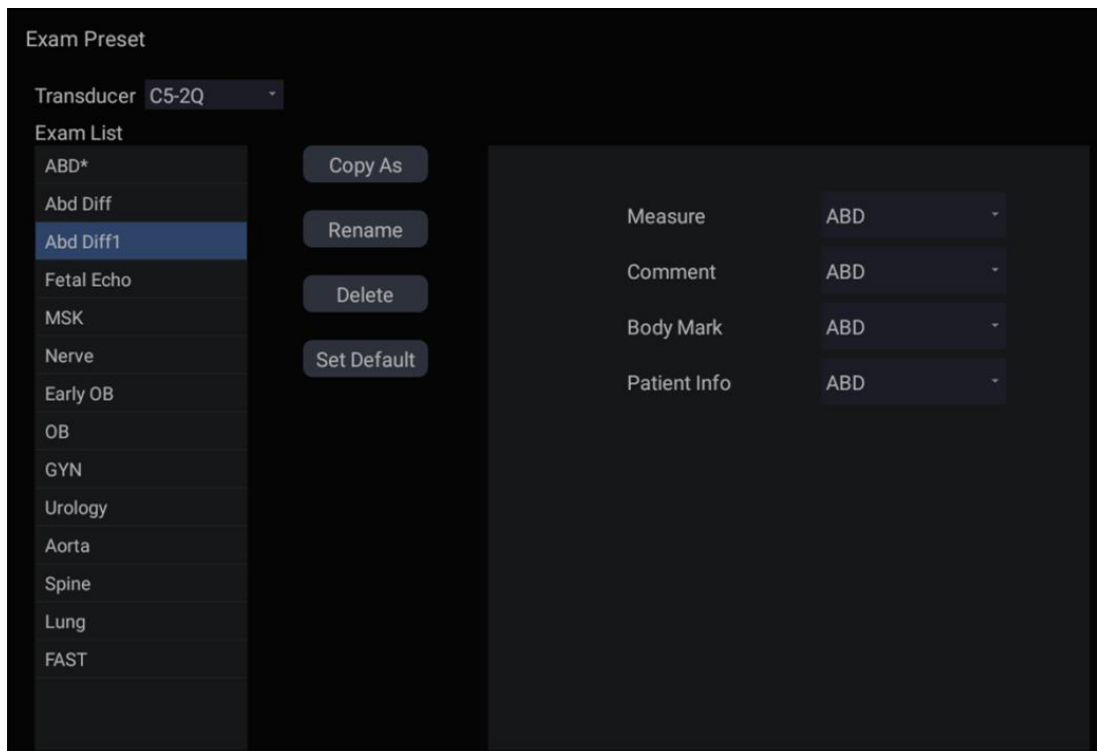 Exam Preset
Transducer C5-2Q
Exam List
ABD*
Abd Diff
Abd Diff1
Fetal Echo
MSK
Nerve
Early OB
OB
GYN
Urology
Aorta
Spine
Lung
FAST
Copy As
Rename
Delete
Set Default
Measure ABD
Comment ABD
Body Mark ABD
Patient Info ABD